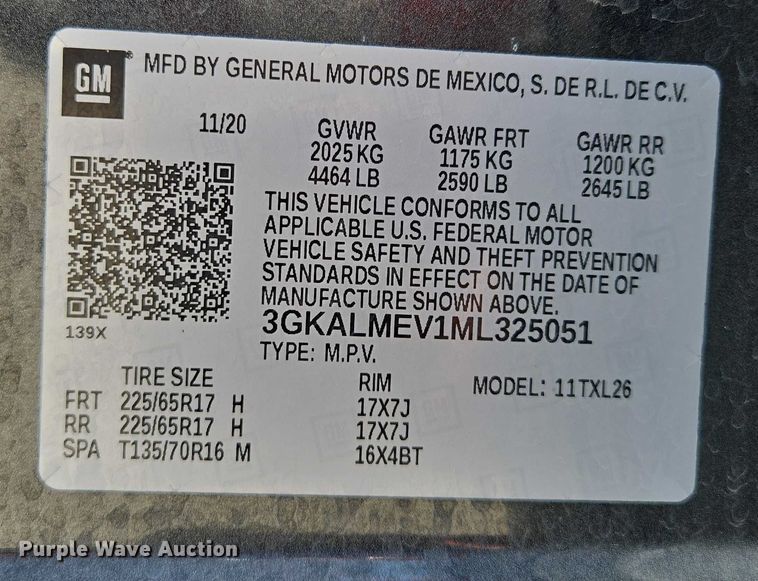 GM
MFD BY GENERAL MOTORS DE MEXICO, S. DE R.L. DE C.V.
11/20 GVWR GAWR FRT GAWR RR
2025 KG 1175 KG 1200 KG
4464 LB 2590 LB 2645 LB
THIS VEHICLE CONFORMS TO ALL
APPLICABLE U.S. FEDERAL MOTOR
VEHICLE SAFETY AND THEFT PREVENTION
STANDARDS IN EFFECT ON THE DATE OF
MANUFACTURE SHOWN ABOVE.
139X
3GKALMEV1ML325051
TYPE: M.P.V.
TIRE SIZE RIM MODEL: 11TXL26
FRT 225/65R17 H 17X7J
RR 225/65R17 H 17X7J
SPA T135/70R16 M 16X4BT
Purple Wave Auction